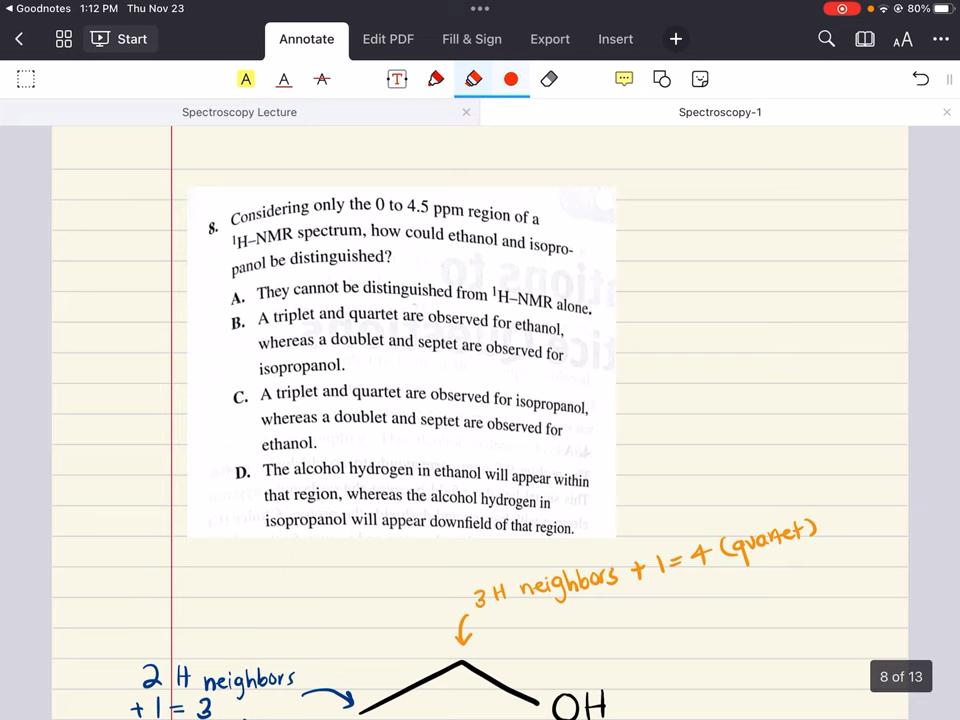 Goodnotes 1:12 PM Thu Nov 23 80%
Start Annotate Edit PDF Fill & Sign Export Insert AA
A A A T
Spectroscopy Lecture Spectroscopy-1
8. Considering only the 0 to 4.5 ppm region of a
¹H–NMR spectrum, how could ethanol and isopro-
panol be distinguished?
A. They cannot be distinguished from ¹H–NMR alone.
B. A triplet and quartet are observed for ethanol,
whereas a doublet and septet are observed for
isopropanol.
C. A triplet and quartet are observed for isopropanol,
whereas a doublet and septet are observed for
ethanol.
D. The alcohol hydrogen in ethanol will appear within
that region, whereas the alcohol hydrogen in
isopropanol will appear downfield of that region.
3H neighbors + 1 = 4 (quartet)
2 H neighbors
+ 1 = 3
OH
8 of 13